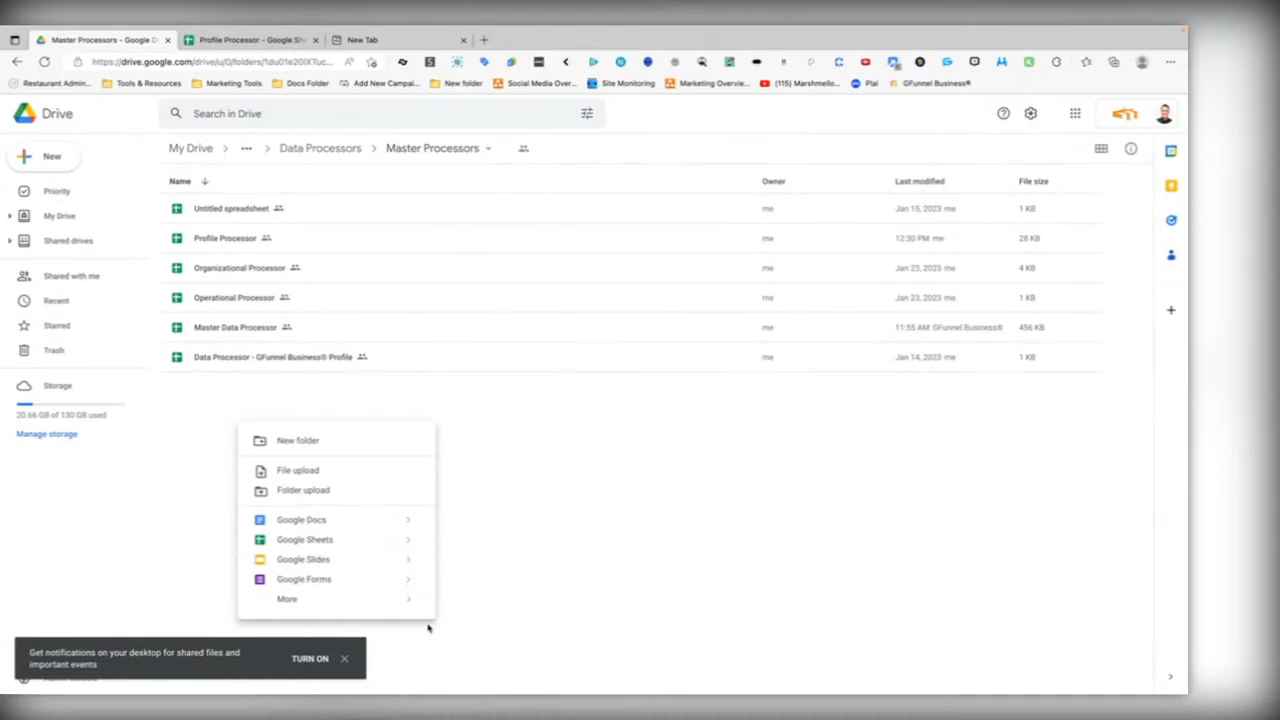 Master Processors - Google D
Profile Processor - Google Sh
New Tab
https://drive.google.com/drive/u/0/folders/1du01e20IXTuc...
Restaurant Admin...
Tools & Resources
Marketing Tools
Docs Folder
Add New Campai...
New folder
Social Media Over...
Site Monitoring
Marketing Overvie...
(115) Marshmello...
Plai
GFunnel Business®
Drive
Search in Drive
New
My Drive
Data Processors
Master Processors
Name
Owner
Last modified
File size
Priority
My Drive
Shared drives
Shared with me
Recent
Starred
Trash
Storage
20.66 GB of 130 GB used
Manage storage
Untitled spreadsheet me Jan 15, 2023 me 1 KB
Profile Processor me 12:30 PM me 28 KB
Organizational Processor me Jan 23, 2023 me 4 KB
Operational Processor me Jan 23, 2023 me 1 KB
Master Data Processor me 11:55 AM GFunnel Business® 456 KB
Data Processor - GFunnel Business® Profile me Jan 14, 2023 me 1 KB
New folder
File upload
Folder upload
Google Docs
Google Sheets
Google Slides
Google Forms
More
Get notifications on your desktop for shared files and
important events
TURN ON